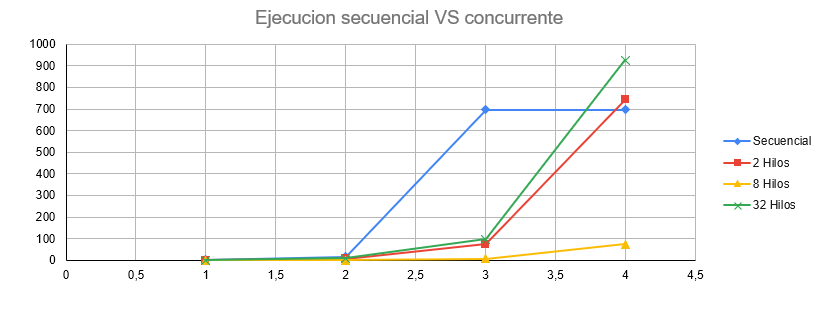 Ejecucion secuencial VS concurrente
1000
900
800
700
600
500
400
300
200
100
0
0 0,5 1 1,5 2 2,5 3 3,5 4 4,5
Secuencial
2 Hilos
8 Hilos
32 Hilos